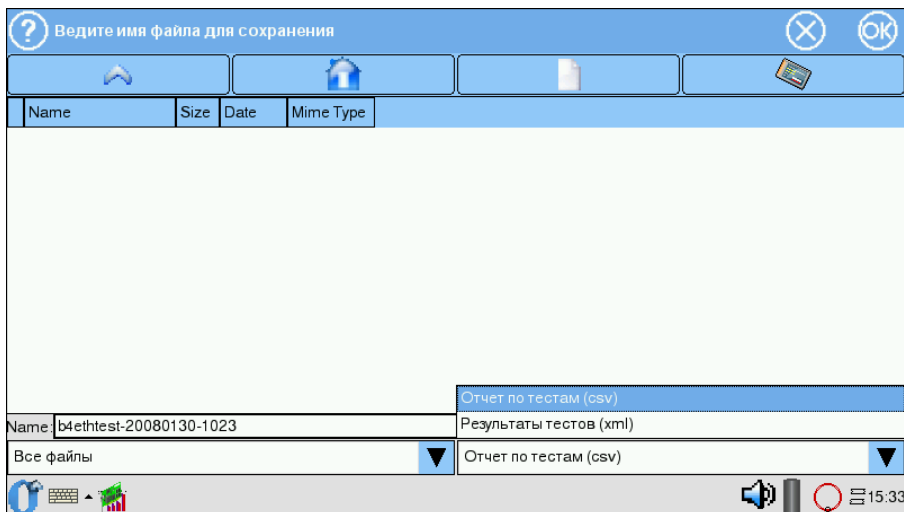 ? Ведите имя файла для сохранения OK
Name Size Date Mime Type
Отчет по тестам (csv)
Name: b4ethtest-20080130-1023 Результаты тестов (xml)
Все файлы Отчет по тестам (csv)
15:33